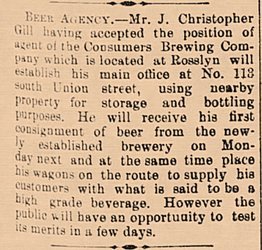 BEER AGENCY.—Mr. J. Christopher
Gill having accepted the position of
agent of the Consumers Brewing Com-
pany which is located at Rosslyn will
establish his main office at No. 113
south Union street, using nearby
property for storage and bottling
purposes. He will receive his first
consignment of beer from the new-
ly established brewery on Mon-
day next and at the same time place
his wagons on the route to supply his
customers with what is said to be a
high grade beverage. However the
public will have an opportunity to test
its merits in a few days.